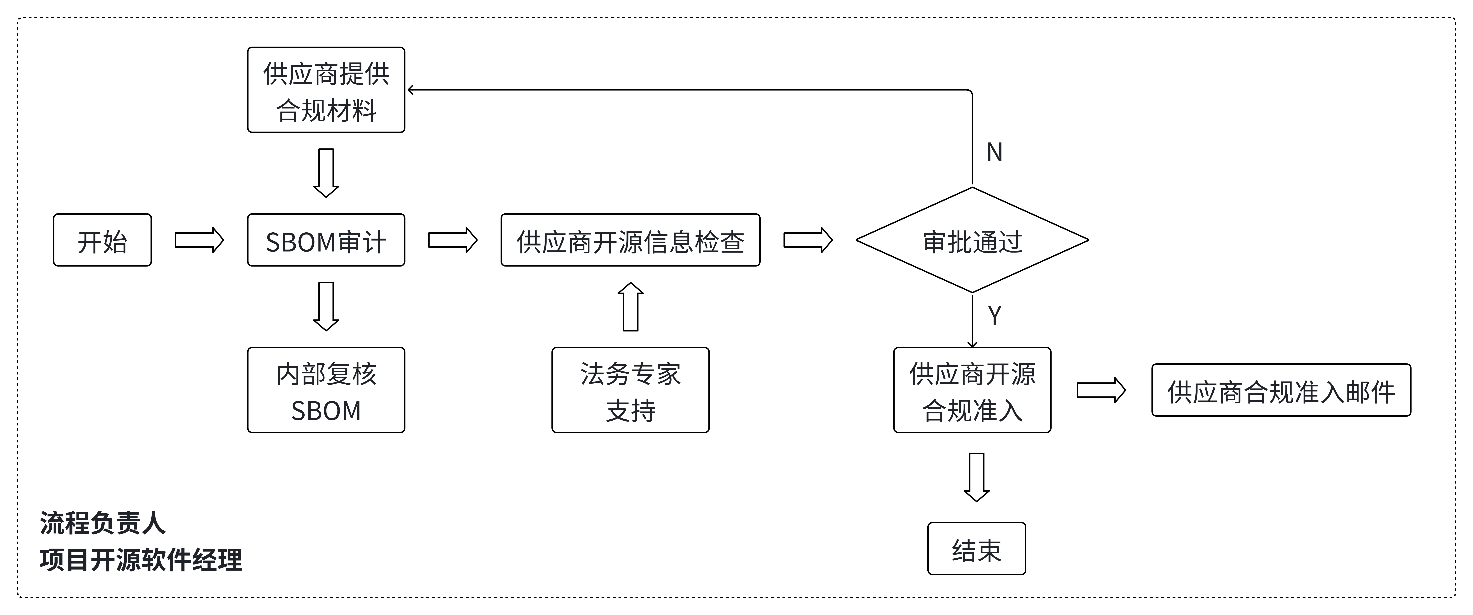 供应商提供
合规材料
N
开始
SBOM审计
供应商开源信息检查
审批通过
Y
内部复核
SBOM
法务专家
支持
供应商开源
合规准入
供应商合规准入邮件
流程负责人
项目开源软件经理
结束